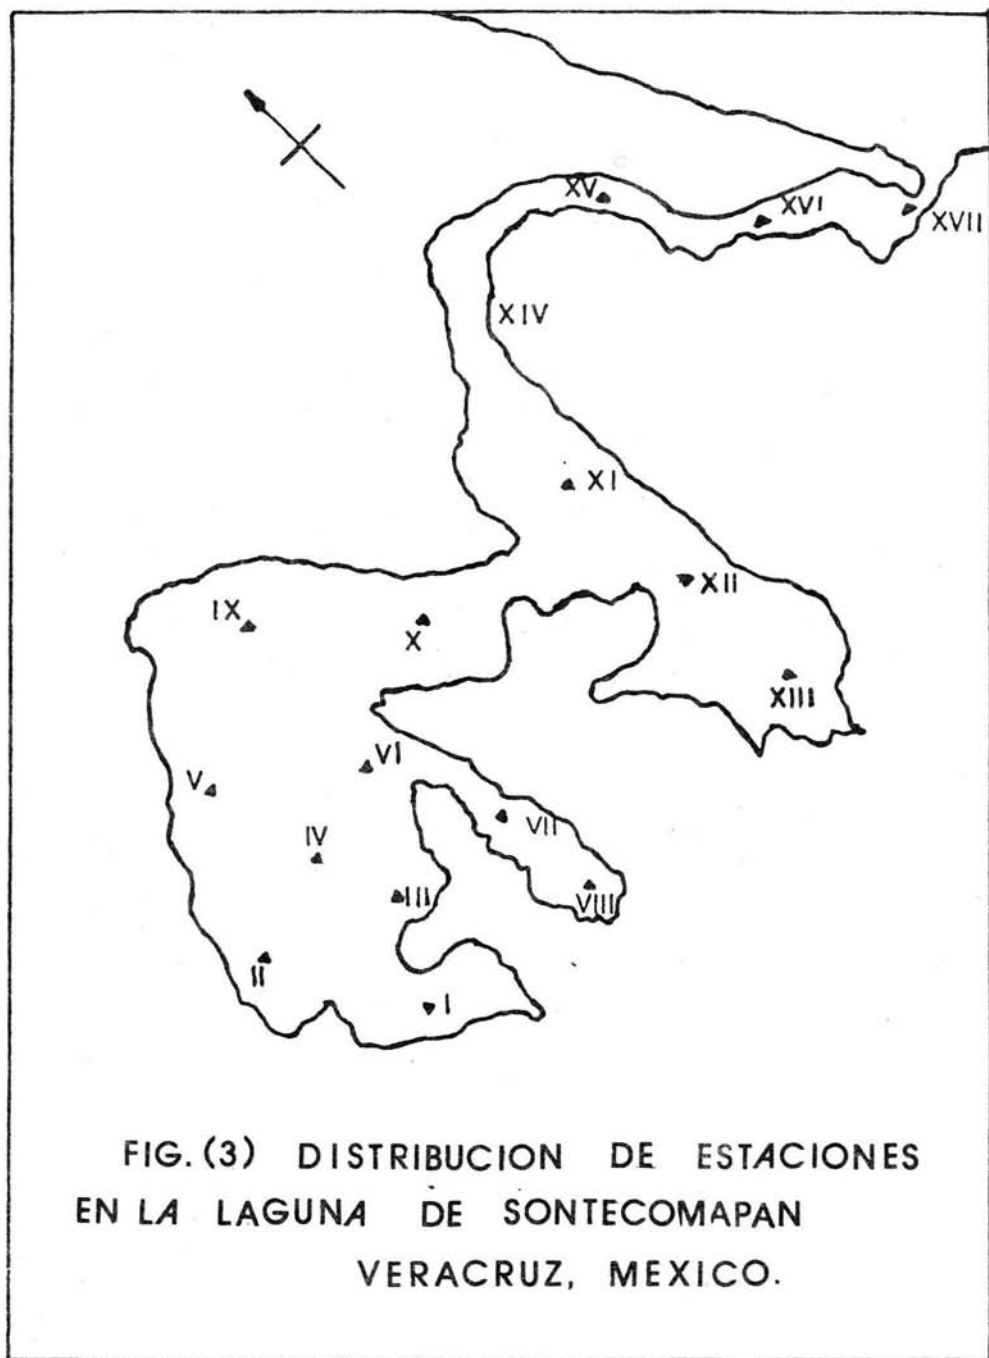 XV
XVI
XVII
XIV
XI
XII
IX
X
XIII
VI
V
VII
IV
III
VIII
II
I
FIG. (3) DISTRIBUCION DE ESTACIONES
EN LA LAGUNA DE SONTECOMAPAN
VERACRUZ, MEXICO.